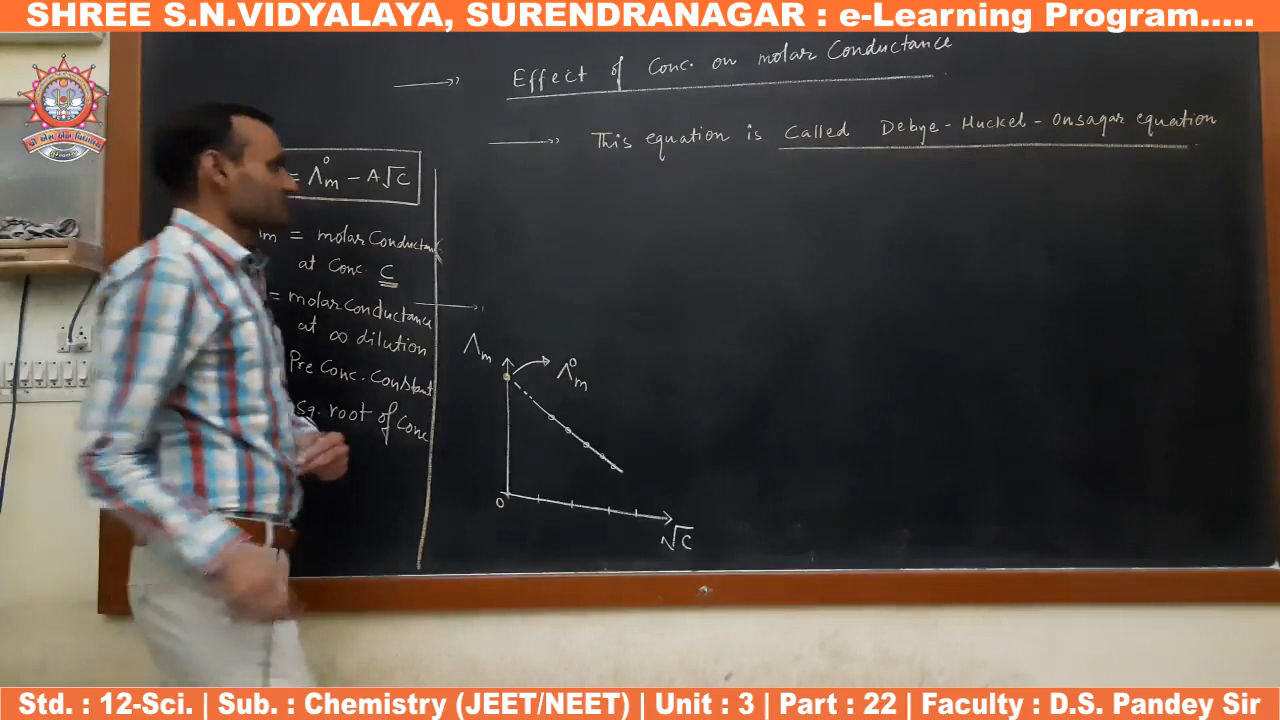 SHREE S.N.VIDYALAYA, SURENDRANAGAR : e-Learning Program.....
Effect of Conc. on molar Conductance
This equation is Called Debye-Huckel-Onsagar equation
= Λ°m - A√C
m = molar Conductance
at Conc. C
= molar conductance
at ∞ dilution
Pre Conc. Constant
Sq. root of Conc
Λm
Λ°m
0
√C
Std. : 12-Sci. | Sub. : Chemistry (JEET/NEET) | Unit : 3 | Part : 22 | Faculty : D.S. Pandey Sir